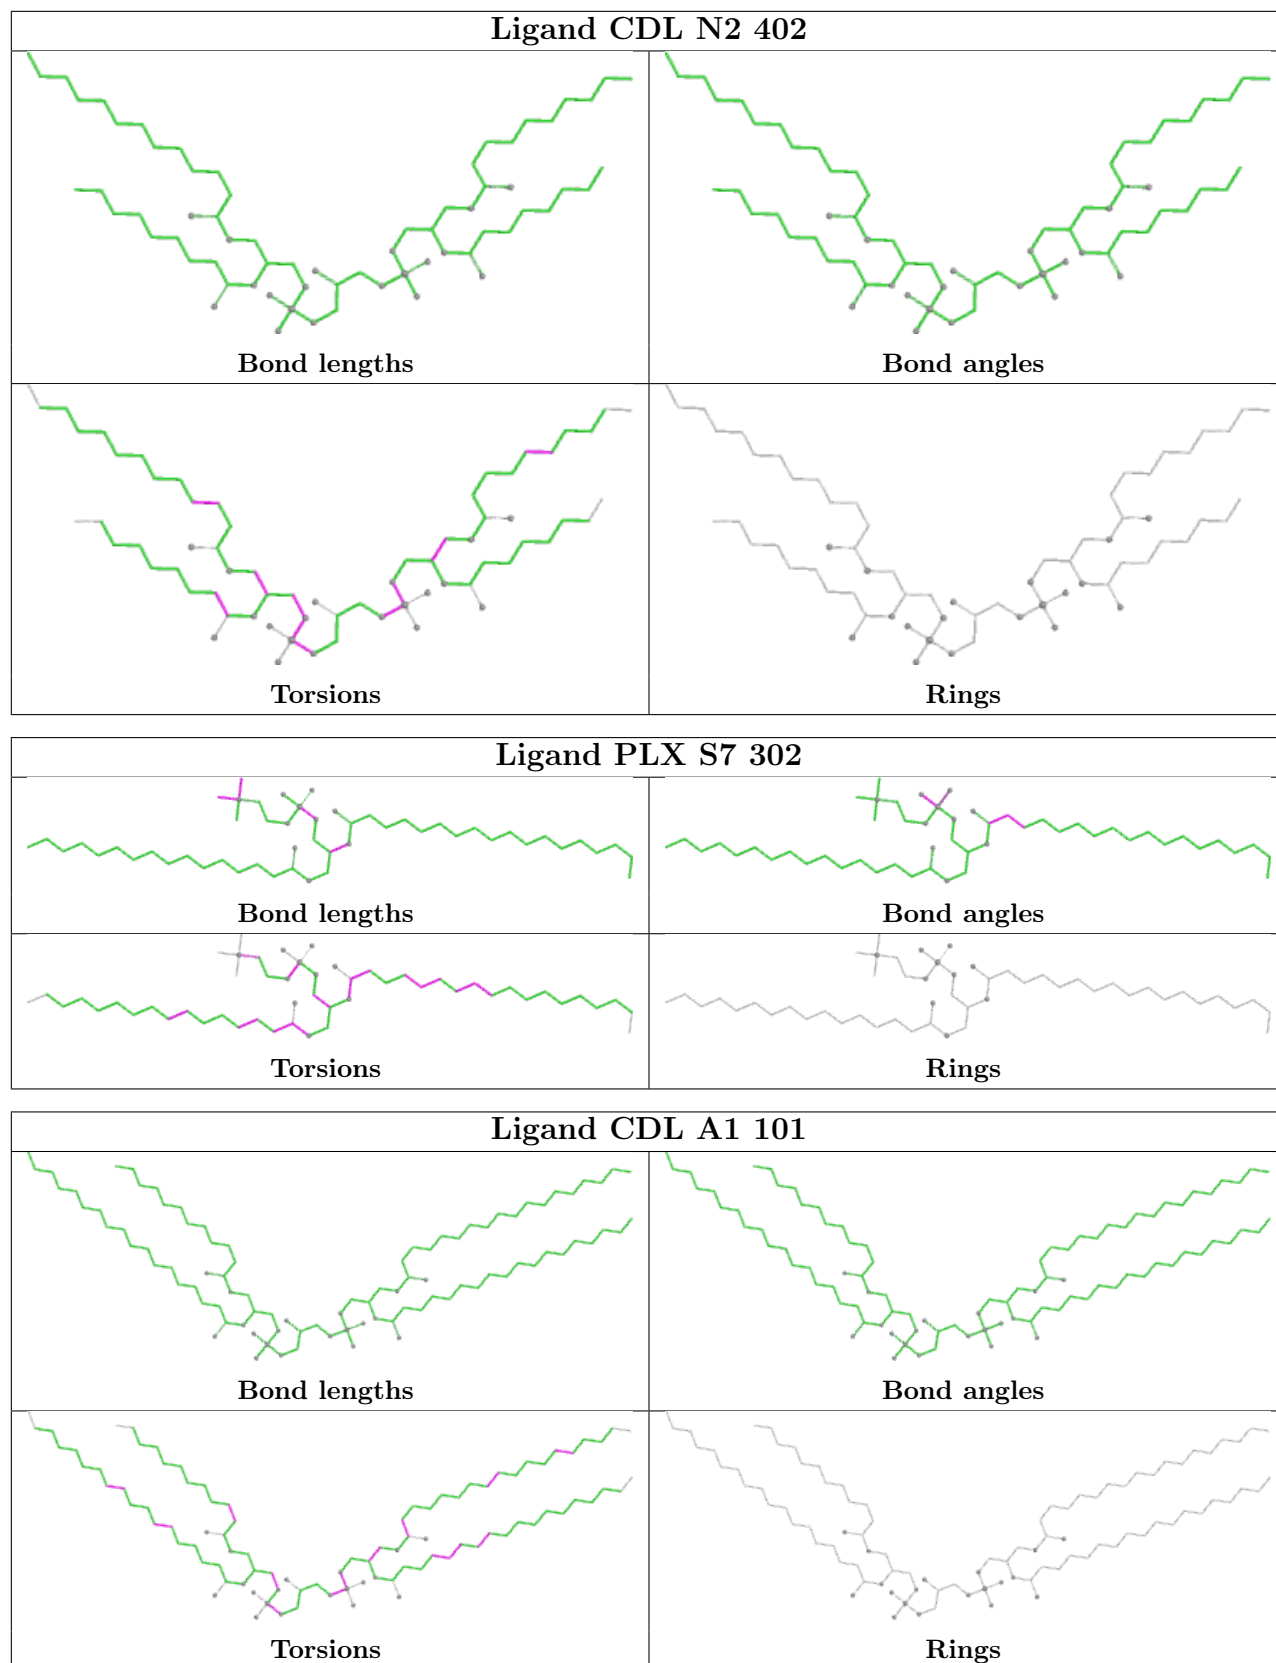 Ligand CDL N2 402
Bond lengths
Bond angles
Torsions
Rings
Ligand PLX S7 302
Bond lengths
Bond angles
Torsions
Rings
Ligand CDL A1 101
Bond lengths
Bond angles
Torsions
Rings